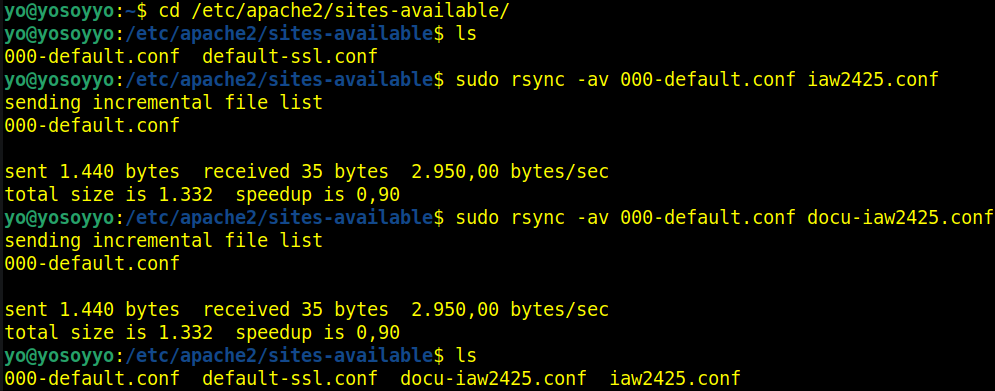 yo@yosoyyo:~$ cd /etc/apache2/sites-available/
yo@yosoyyo:/etc/apache2/sites-available$ ls
000-default.conf  default-ssl.conf
yo@yosoyyo:/etc/apache2/sites-available$ sudo rsync -av 000-default.conf iaw2425.conf
sending incremental file list
000-default.conf

sent 1.440 bytes  received 35 bytes  2.950,00 bytes/sec
total size is 1.332  speedup is 0,90
yo@yosoyyo:/etc/apache2/sites-available$ sudo rsync -av 000-default.conf docu-iaw2425.conf
sending incremental file list
000-default.conf

sent 1.440 bytes  received 35 bytes  2.950,00 bytes/sec
total size is 1.332  speedup is 0,90
yo@yosoyyo:/etc/apache2/sites-available$ ls
000-default.conf  default-ssl.conf  docu-iaw2425.conf  iaw2425.conf